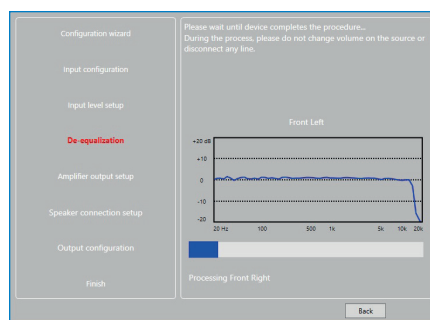 Configuration wizard
Input configuration
Input level setup
De-equalization
Amplifier output setup
Speaker connection setup
Output configuration
Finish
Please wait until device completes the procedure...
During the process, please do not change volume on the source or
disconnect any line.
Front Left
+20 dB
+10
0
-10
-20
20 Hz 100 500 1k 5k 10k 20k
Processing Front Right
Back